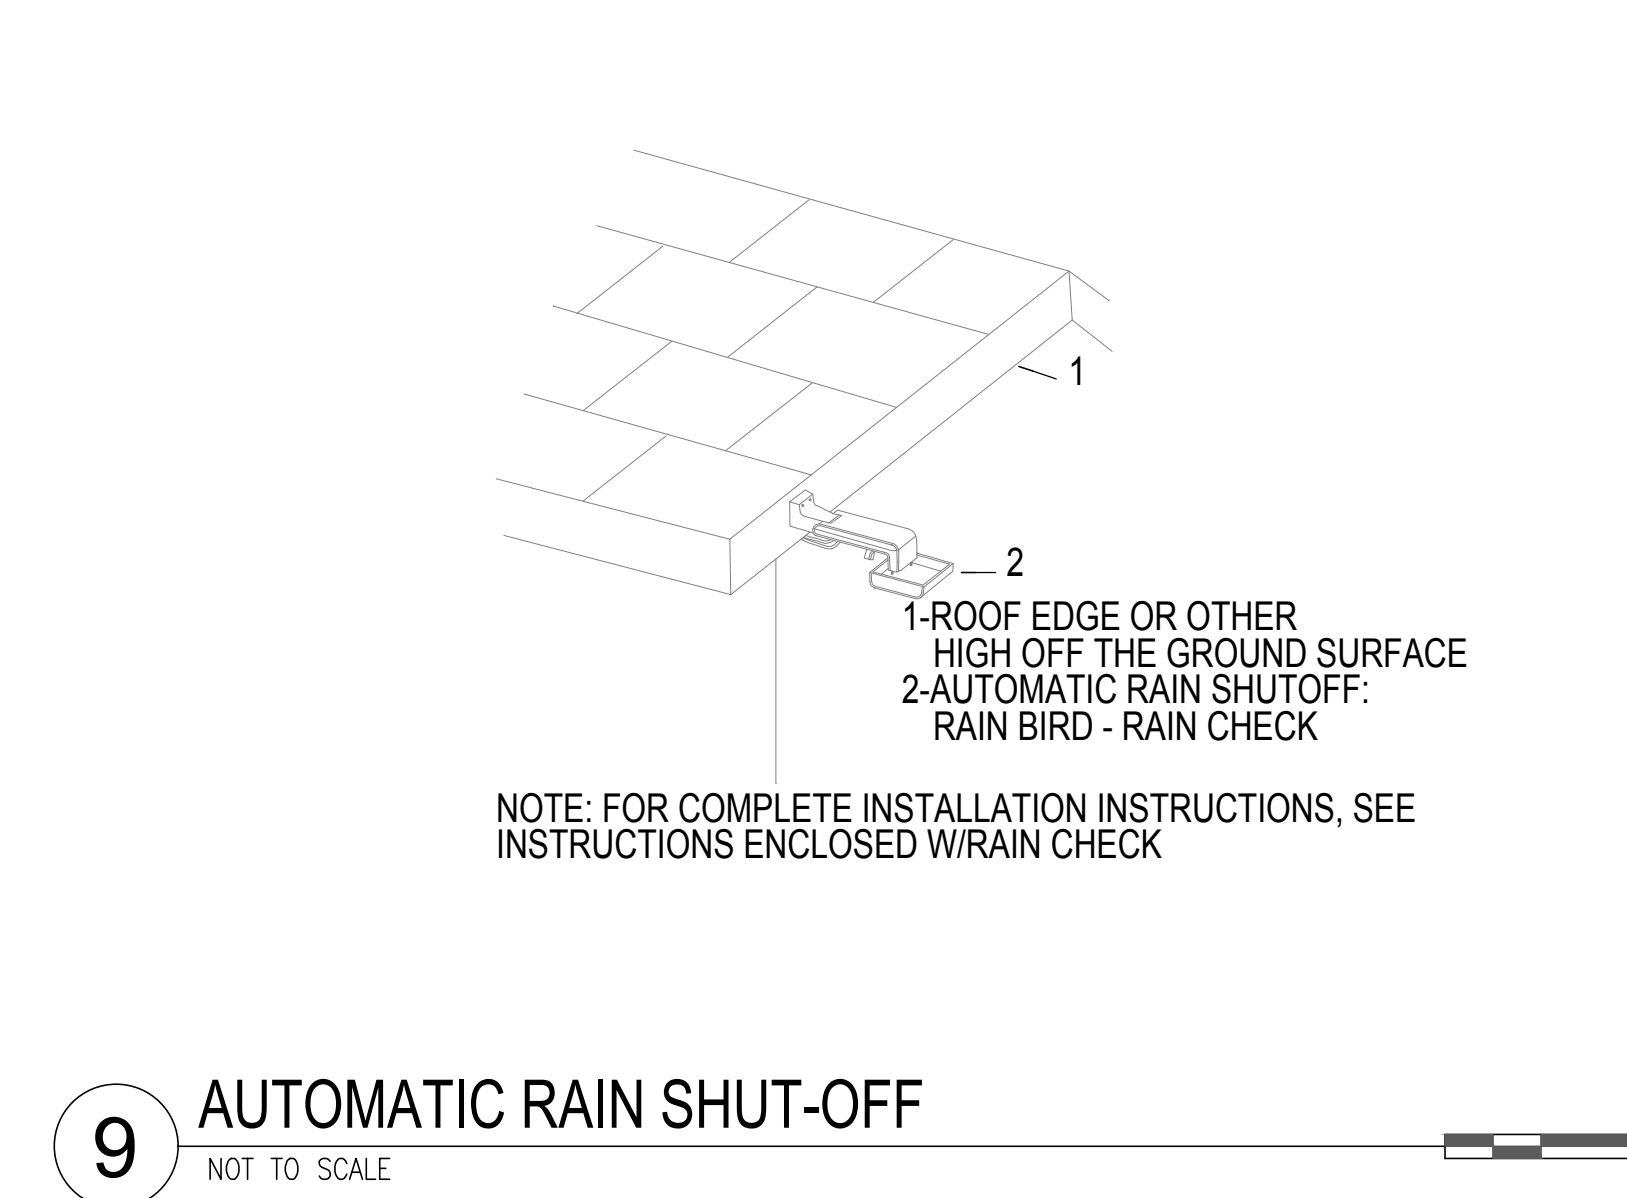 1
2
1-ROOF EDGE OR OTHER
HIGH OFF THE GROUND SURFACE
2-AUTOMATIC RAIN SHUTOFF:
RAIN BIRD - RAIN CHECK
NOTE: FOR COMPLETE INSTALLATION INSTRUCTIONS, SEE
INSTRUCTIONS ENCLOSED W/RAIN CHECK
9
AUTOMATIC RAIN SHUT-OFF
NOT TO SCALE